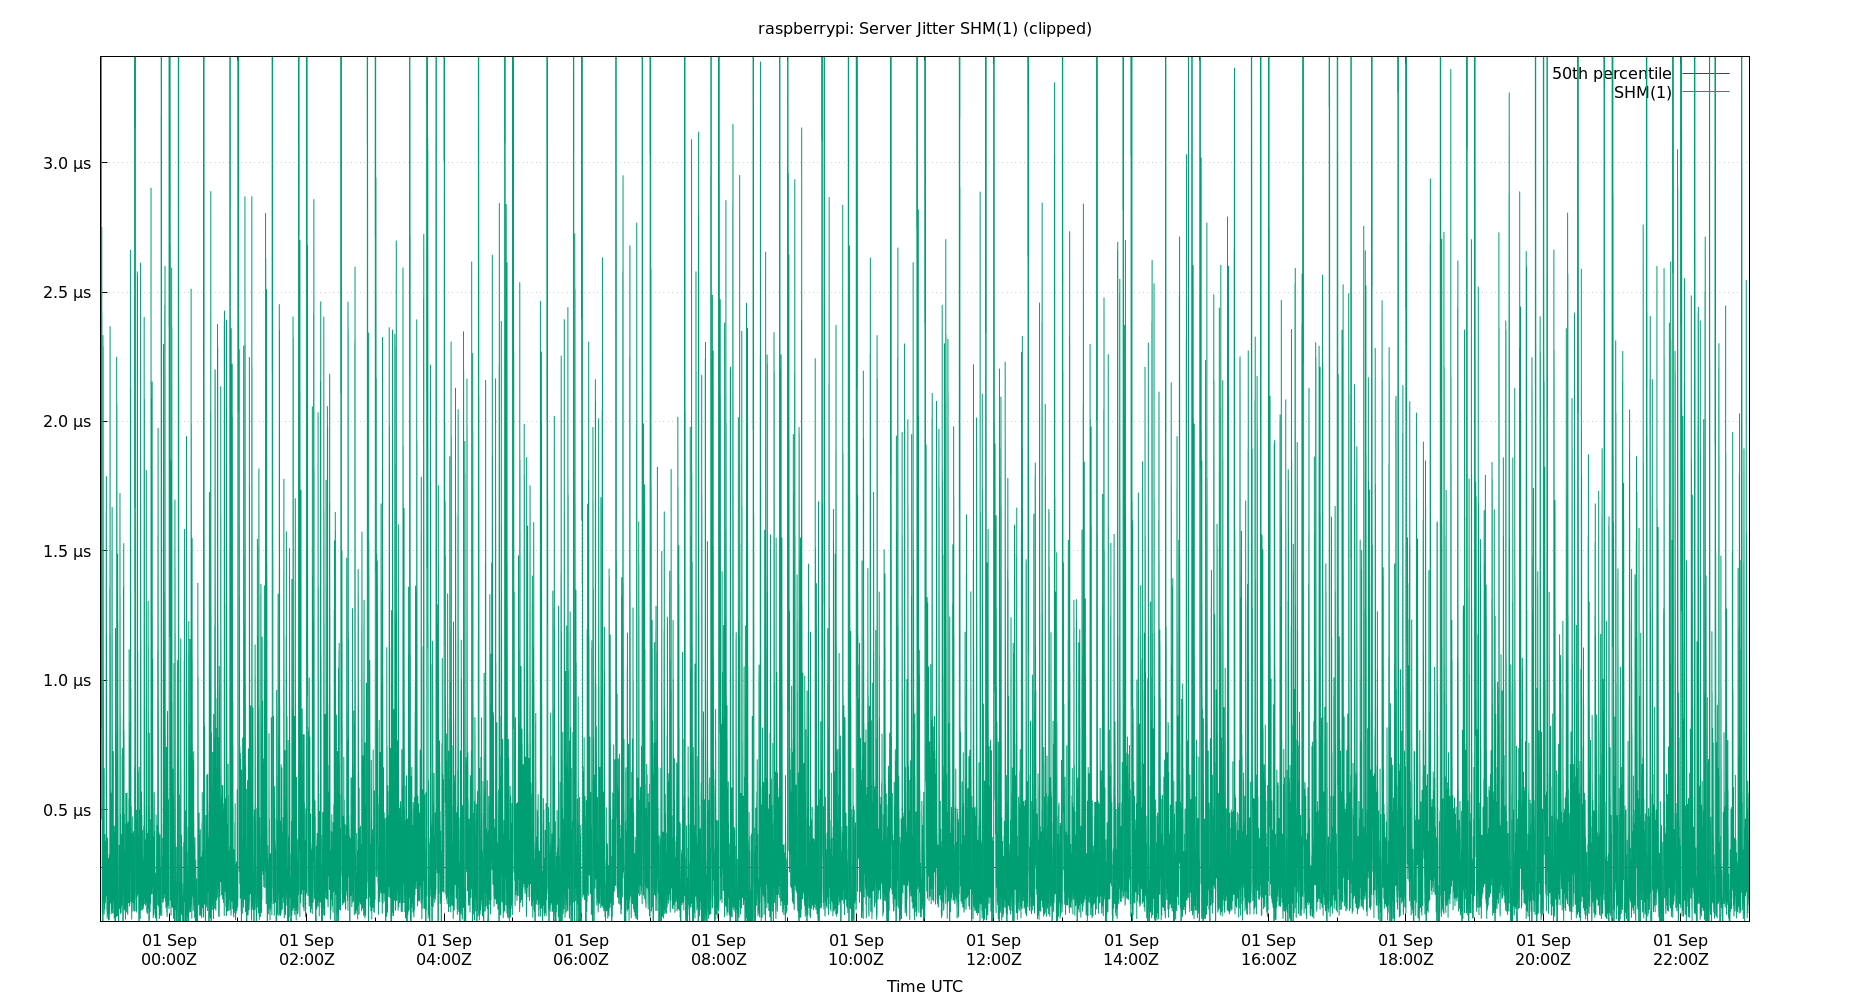 raspberrypi: Server Jitter SHM(1) (clipped)
50th percentile
SHM(1)
3.0 µs
2.5 µs
2.0 µs
1.5 µs
1.0 µs
0.5 µs
01 Sep 01 Sep 01 Sep 01 Sep 01 Sep 01 Sep 01 Sep 01 Sep 01 Sep 01 Sep 01 Sep 01 Sep
00:00Z 02:00Z 04:00Z 06:00Z 08:00Z 10:00Z 12:00Z 14:00Z 16:00Z 18:00Z 20:00Z 22:00Z
Time UTC